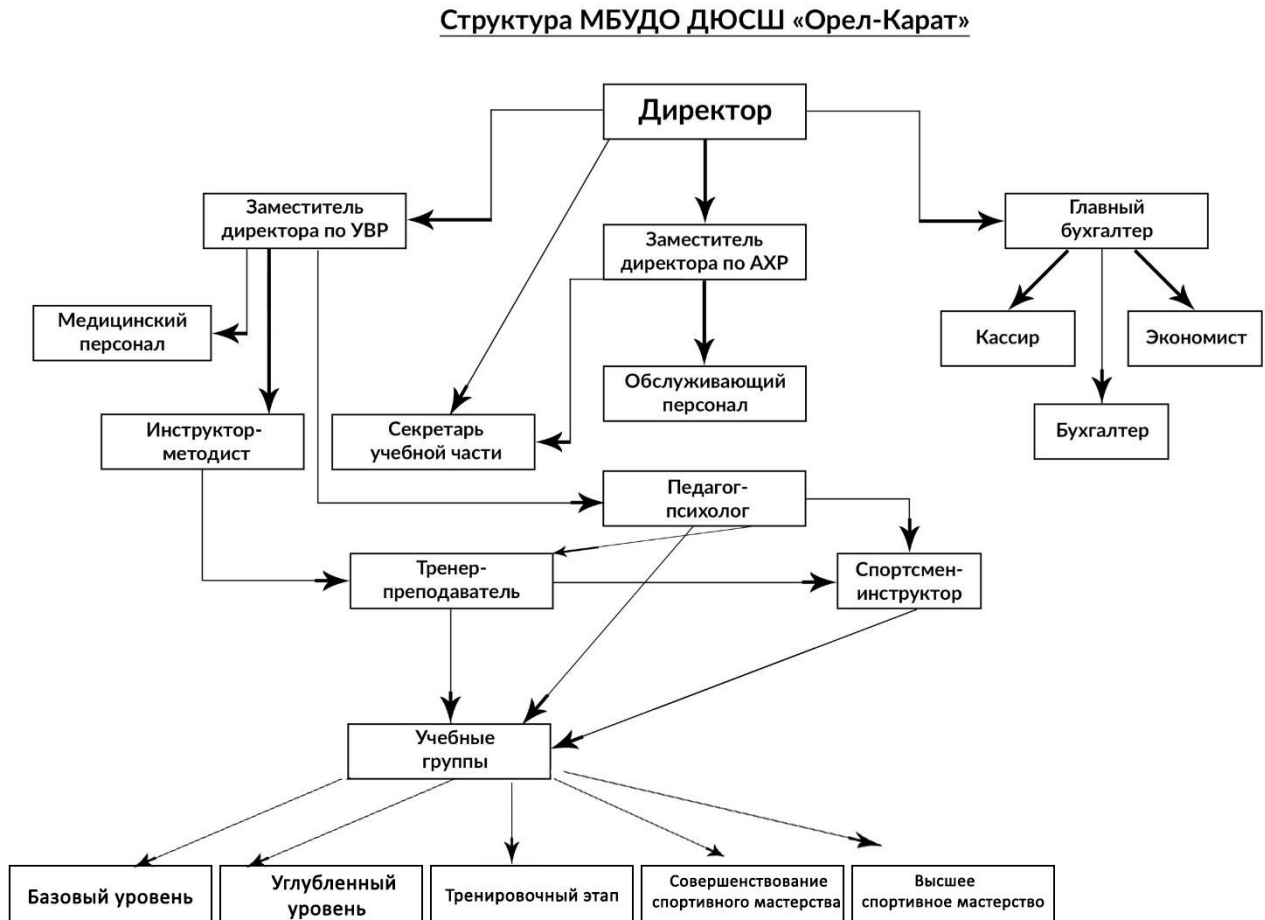 Структура МБУДО ДЮСШ «Орел-Карат»
Директор
Заместитель
директора по УВР
Заместитель
директора по АХР
Главный
бухгалтер
Медицинский
персонал
Кассир
Экономист
Обслуживающий
персонал
Инструктор-
методист
Секретарь
учебной части
Бухгалтер
Педагог-
психолог
Тренер-
преподаватель
Спортсмен-
инструктор
Учебные
группы
Базовый уровень
Углубленный
уровень
Тренировочный этап
Совершенствование
спортивного мастерства
Высшее
спортивное мастерство